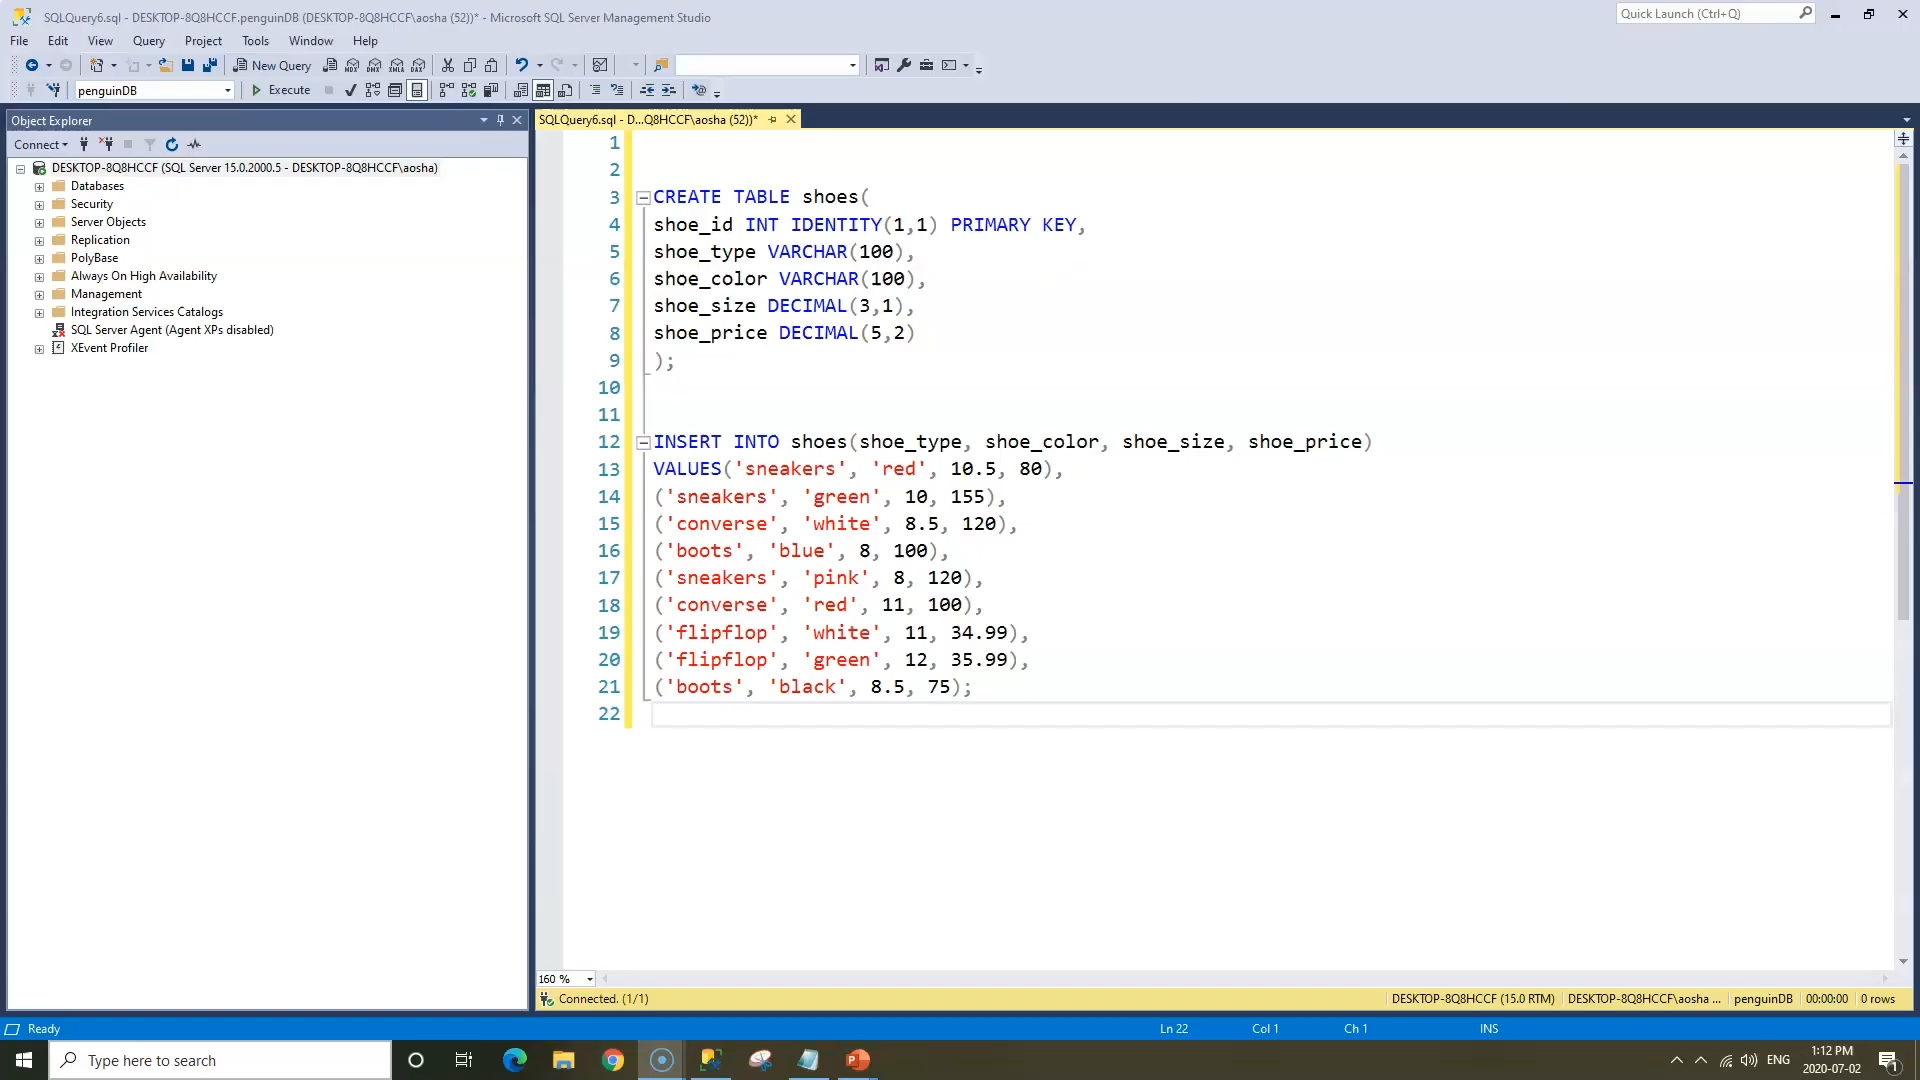 SQLQuery6.sql - DESKTOP-8Q8HCCF.penguinDB (DESKTOP-8Q8HCCF\aosha (52))* - Microsoft SQL Server Management Studio
Quick Launch (Ctrl+Q)
File Edit View Query Project Tools Window Help
New Query
MDX DMX XMLA DAX
penguinDB
Execute
Object Explorer
SQLQuery6.sql - D...Q8HCCF\aosha (52))*
Connect
DESKTOP-8Q8HCCF (SQL Server 15.0.2000.5 - DESKTOP-8Q8HCCF\aosha)
Databases
Security
Server Objects
Replication
PolyBase
Always On High Availability
Management
Integration Services Catalogs
SQL Server Agent (Agent XPs disabled)
XEvent Profiler
1
2
3 CREATE TABLE shoes(
4 shoe_id INT IDENTITY(1,1) PRIMARY KEY,
5 shoe_type VARCHAR(100),
6 shoe_color VARCHAR(100),
7 shoe_size DECIMAL(3,1),
8 shoe_price DECIMAL(5,2)
9 );
10
11
12 INSERT INTO shoes(shoe_type, shoe_color, shoe_size, shoe_price)
13 VALUES('sneakers', 'red', 10.5, 80),
14 ('sneakers', 'green', 10, 155),
15 ('converse', 'white', 8.5, 120),
16 ('boots', 'blue', 8, 100),
17 ('sneakers', 'pink', 8, 120),
18 ('converse', 'red', 11, 100),
19 ('flipflop', 'white', 11, 34.99),
20 ('flipflop', 'green', 12, 35.99),
21 ('boots', 'black', 8.5, 75);
22
160 %
Connected. (1/1)
DESKTOP-8Q8HCCF (15.0 RTM) DESKTOP-8Q8HCCF\aosha ... penguinDB 00:00:00 0 rows
Ready
Ln 22 Col 1 Ch 1 INS
Type here to search
ENG
1:12 PM
2020-07-02
1